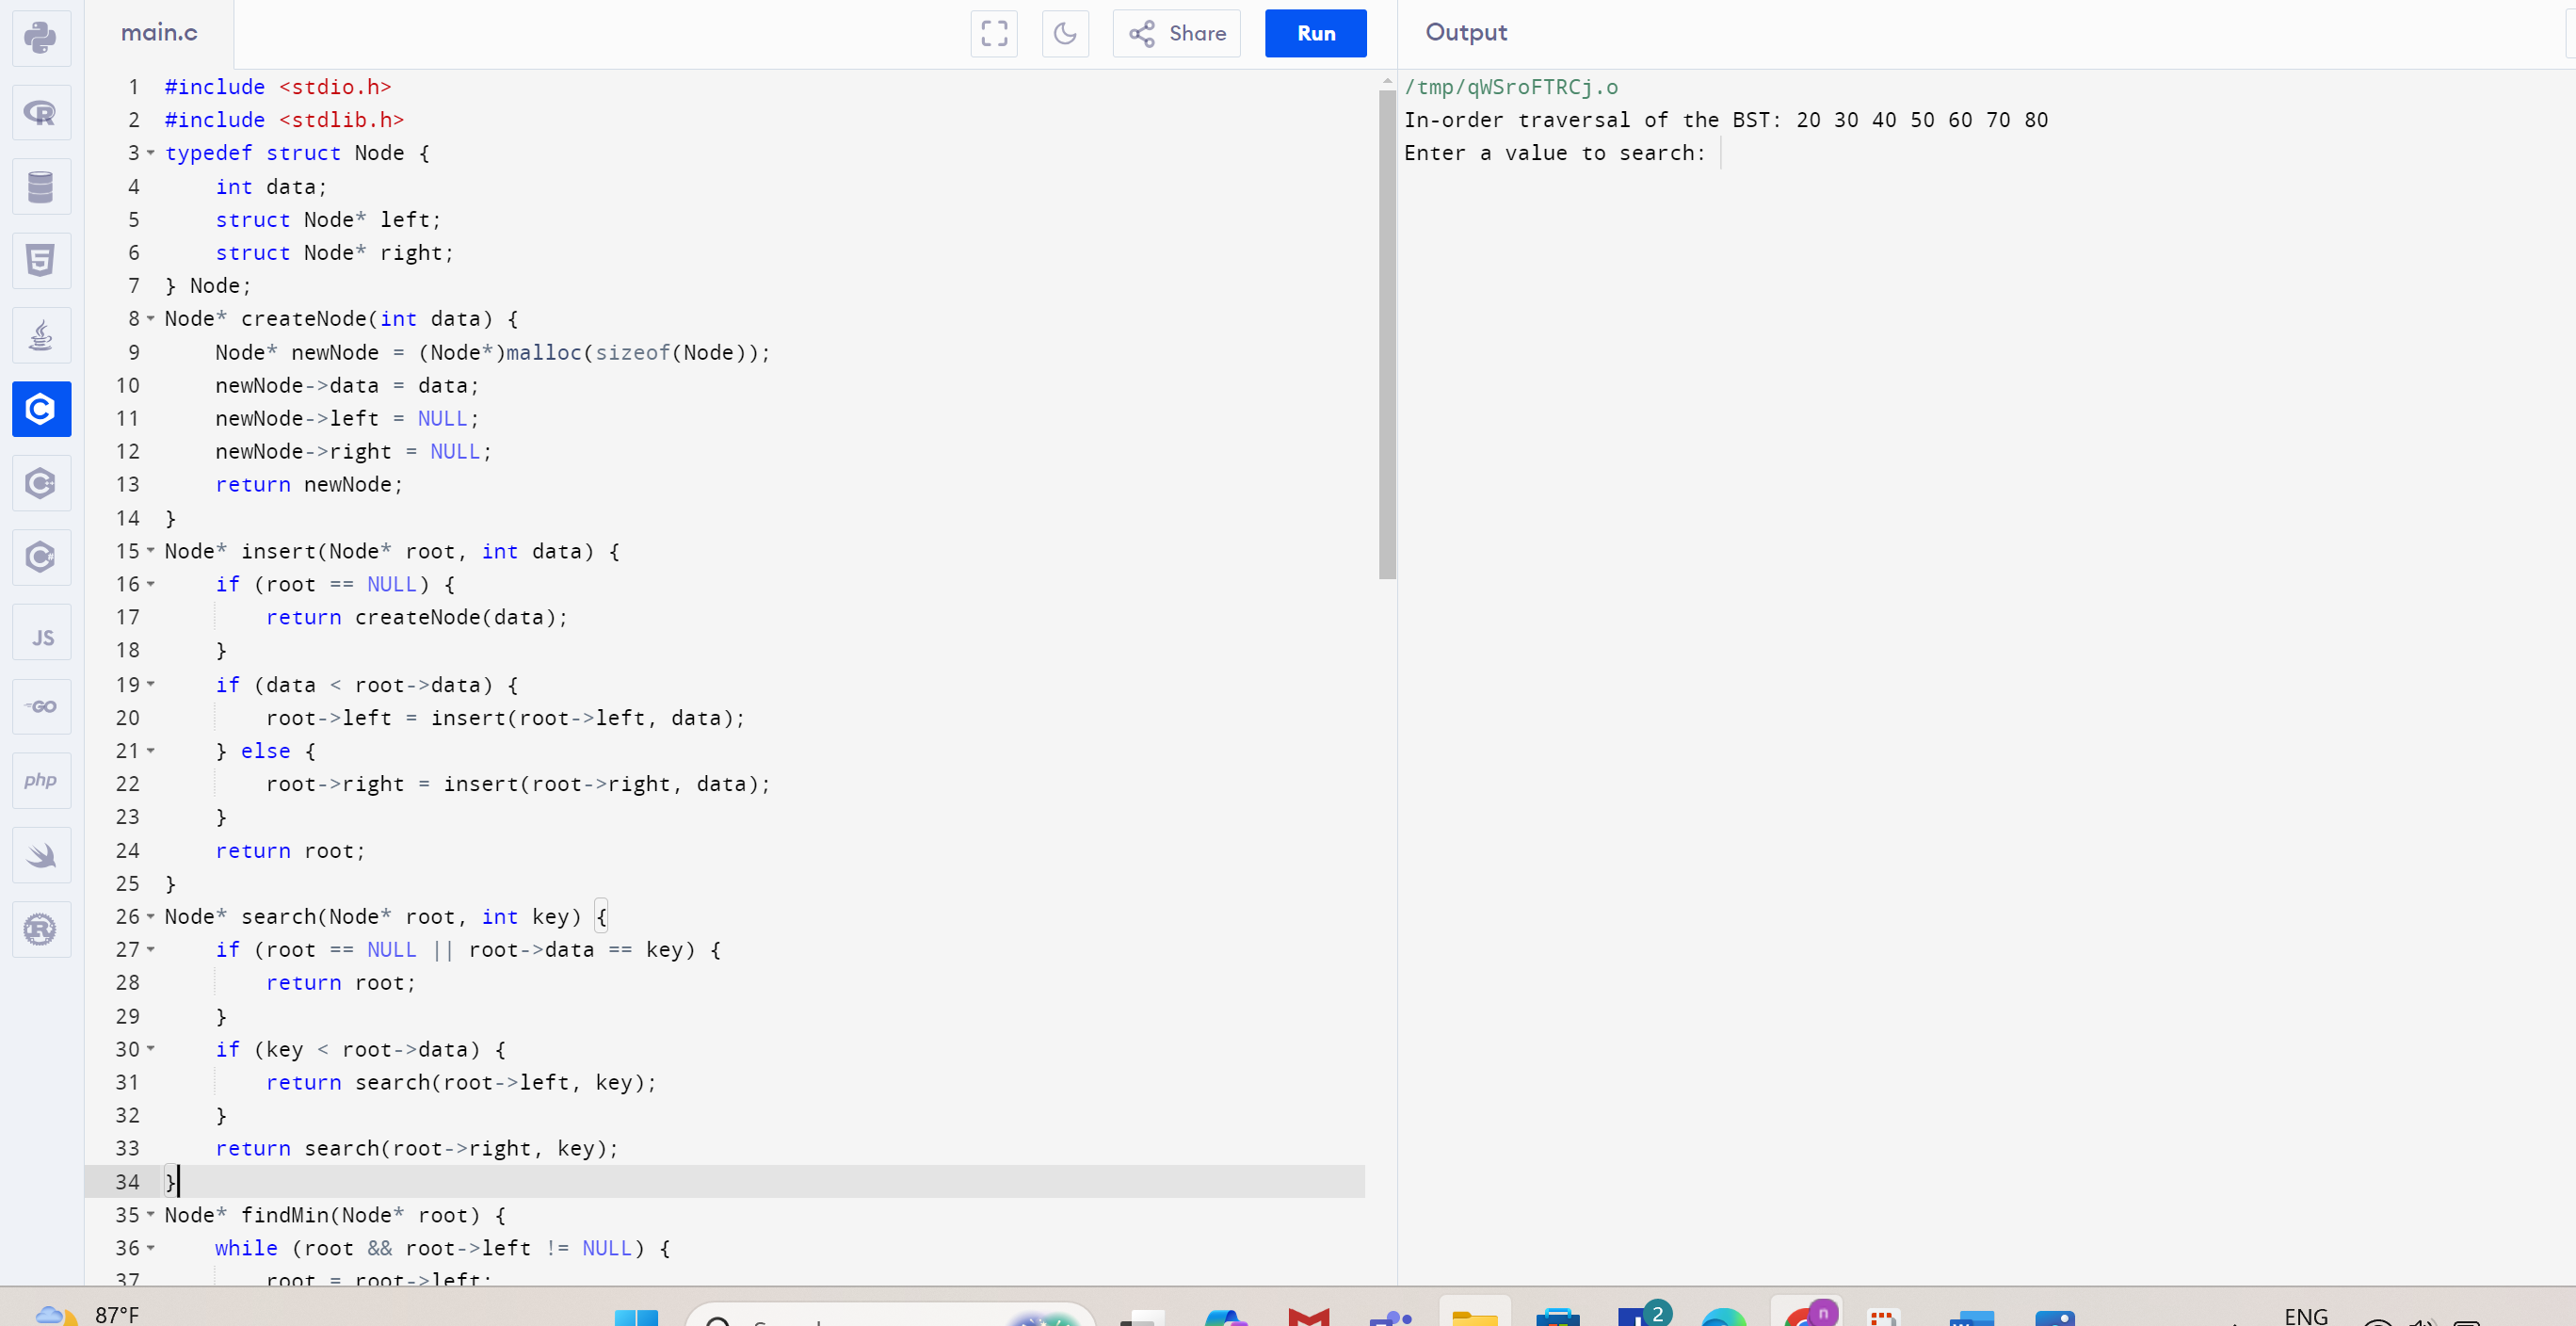 main.c
Share
Run
Output
1 #include <stdio.h>
2 #include <stdlib.h>
3 typedef struct Node {
4     int data;
5     struct Node* left;
6     struct Node* right;
7 } Node;
8 Node* createNode(int data) {
9     Node* newNode = (Node*)malloc(sizeof(Node));
10     newNode->data = data;
11     newNode->left = NULL;
12     newNode->right = NULL;
13     return newNode;
14 }
15 Node* insert(Node* root, int data) {
16     if (root == NULL) {
17         return createNode(data);
18     }
19     if (data < root->data) {
20         root->left = insert(root->left, data);
21     } else {
22         root->right = insert(root->right, data);
23     }
24     return root;
25 }
26 Node* search(Node* root, int key) {
27     if (root == NULL || root->data == key) {
28         return root;
29     }
30     if (key < root->data) {
31         return search(root->left, key);
32     }
33     return search(root->right, key);
34 }
35 Node* findMin(Node* root) {
36     while (root && root->left != NULL) {
37         root = root->left;
/tmp/qWSroFTRCj.o
In-order traversal of the BST: 20 30 40 50 60 70 80
Enter a value to search:
JS
GO
php
87°F
2
n
ENG